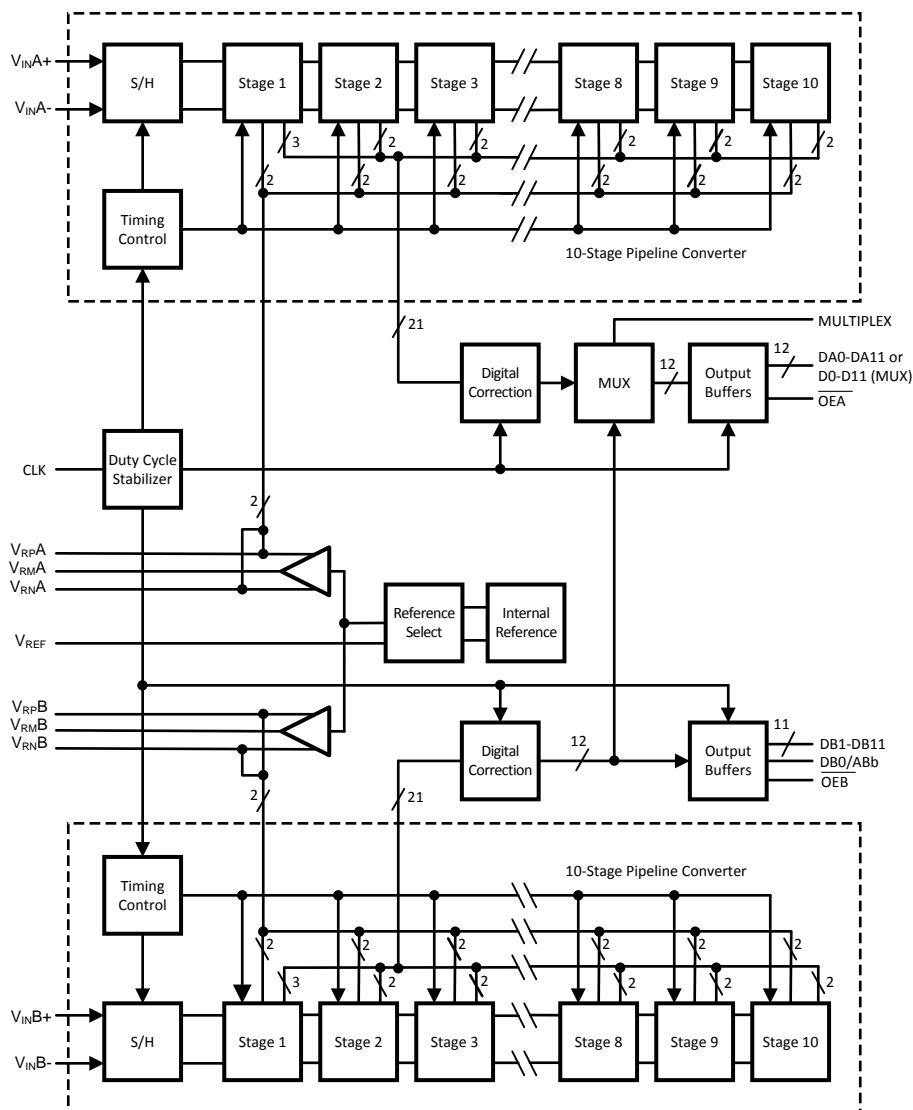 VINA+
S/H
Stage 1
Stage 2
Stage 3
Stage 8
Stage 9
Stage 10
VINA-
3
2
2
2
2
2
2
2
2
2
2
2
2
Timing Control
10-Stage Pipeline Converter
21
MULTIPLEX
Digital Correction
MUX
12
Output Buffers
12
DA0-DA11 or
D0-D11 (MUX)
OEA
CLK
Duty Cycle Stabilizer
2
VRPA
VRMA
VRNA
Reference Select
Internal Reference
VREF
VRPB
VRMB
VRNB
Digital Correction
12
Output Buffers
11
DB1-DB11
DB0/ABb
OEB
2
21
Timing Control
10-Stage Pipeline Converter
2
2
2
2
2
2
3
2
2
2
2
2
VINB+
S/H
Stage 1
Stage 2
Stage 3
Stage 8
Stage 9
Stage 10
VINB-